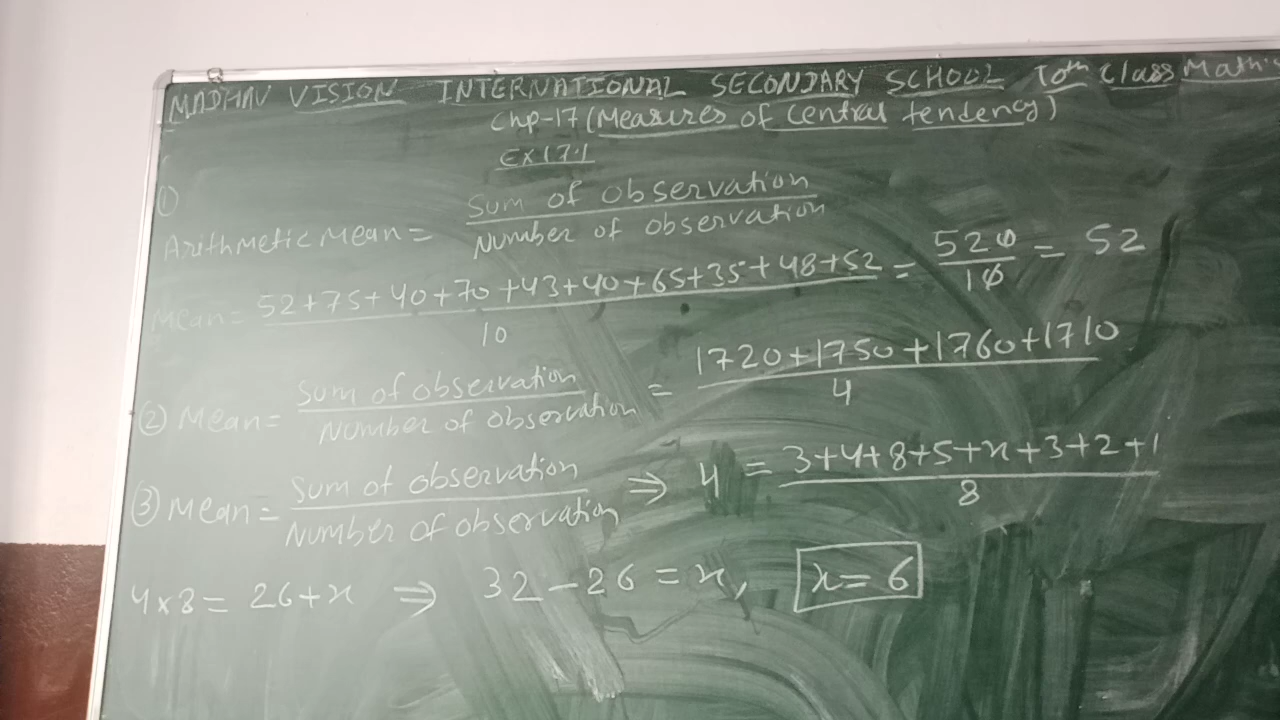 MADHAV VISION INTERNATIONAL SECONDARY SCHOOL 10th Class Maths
Chp-17 (Measures of Central tendency)
EX 17.1
①
Arithmetic Mean = Sum of observation / Number of observation
Mean = 52+75+40+70+43+40+65+35+48+52 / 10 = 520 / 10 = 52
② Mean = Sum of observation / Number of observation = 1720+1750+1760+1710 / 4
③ Mean = Sum of observation / Number of observation ⇒ 4 = 3+4+8+5+x+3+2+1 / 8
4x8 = 26+x ⇒ 32-26 = x, x=6